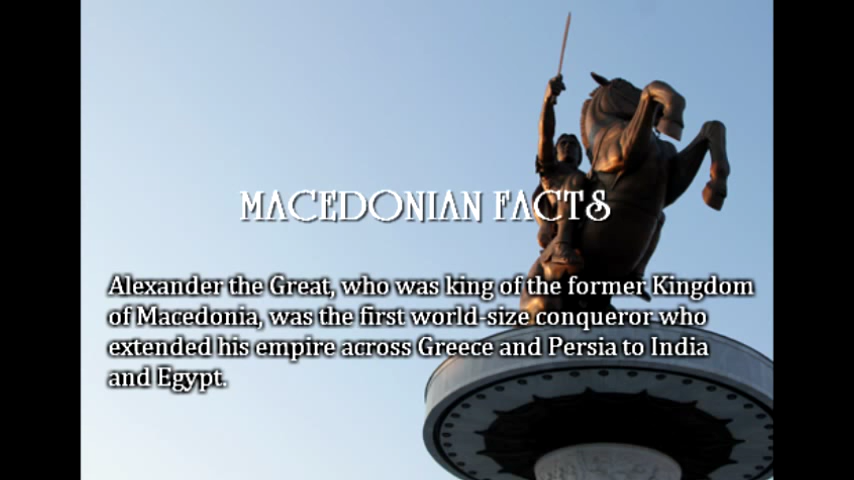 MACEDONIAN FACTS
Alexander the Great, who was king of the former Kingdom
of Macedonia, was the first world-size conqueror who
extended his empire across Greece and Persia to India
and Egypt.